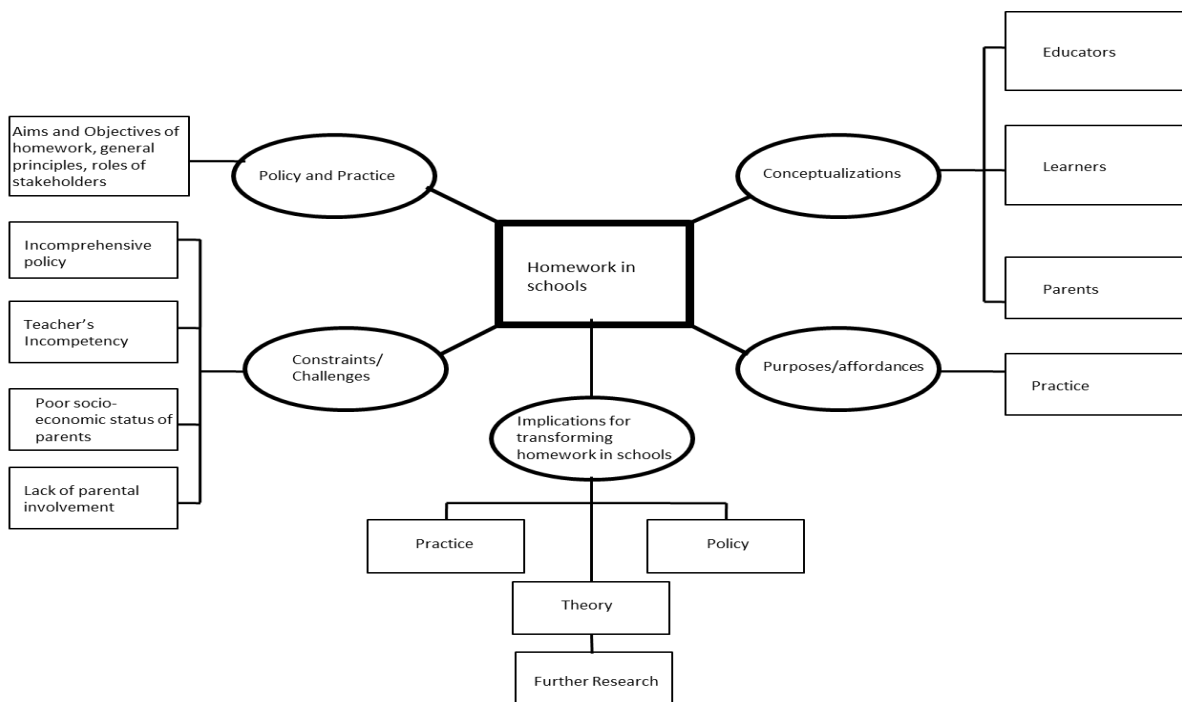 Educators
Aims and Objectives of
homework, general
principles, roles of
stakeholders
Policy and Practice
Conceptualizations
Learners
Incomprehensive
policy
Homework in
schools
Parents
Teacher’s
Incompetency
Constraints/
Challenges
Purposes/affordances
Practice
Poor socio-
economic status of
parents
Implications for
transforming
homework in schools
Lack of parental
involvement
Practice
Policy
Theory
Further Research